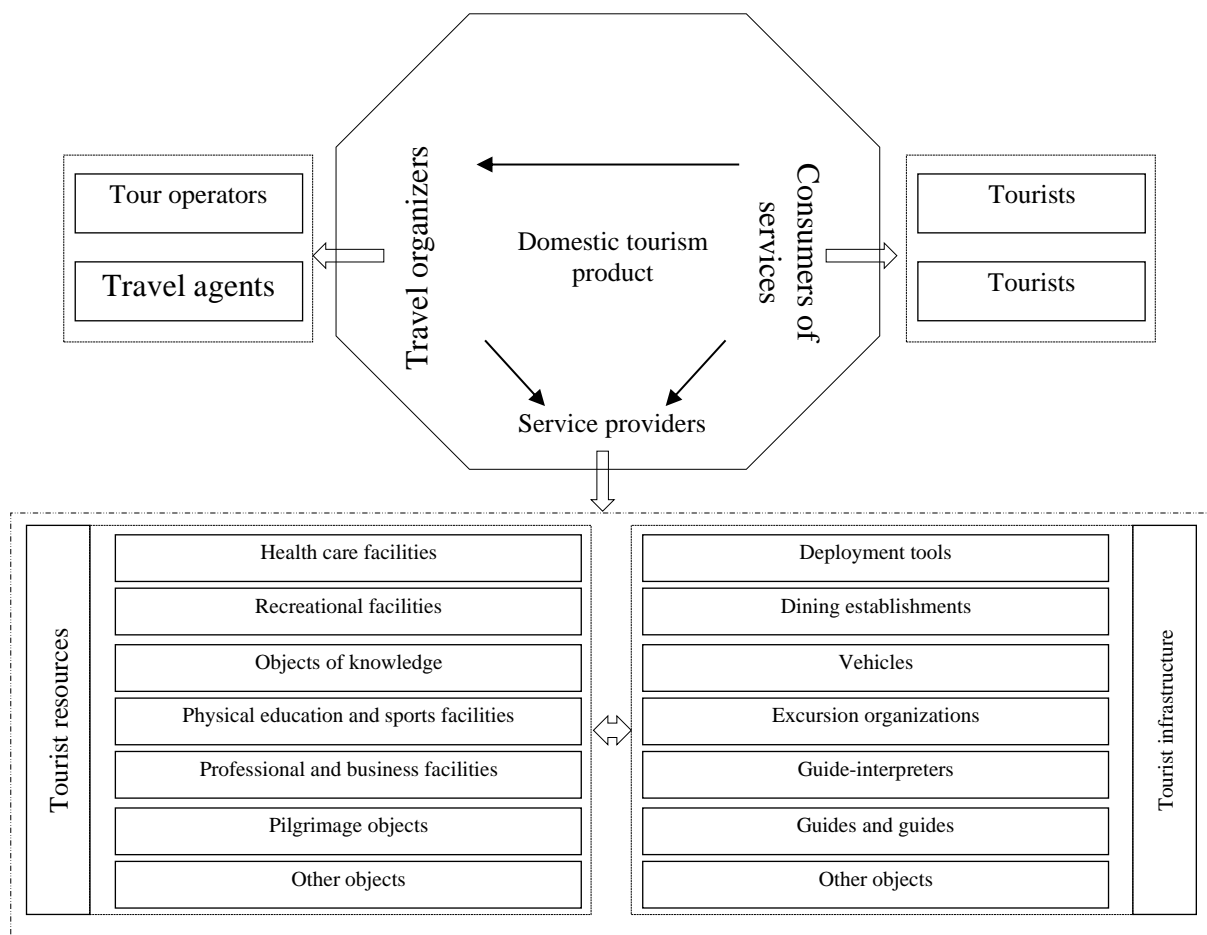 Tour operators
Travel agents
Travel organizers
Domestic tourism
product
Consumers of
services
Tourists
Tourists
Service providers
Tourist resources
Health care facilities
Recreational facilities
Objects of knowledge
Physical education and sports facilities
Professional and business facilities
Pilgrimage objects
Other objects
Deployment tools
Dining establishments
Vehicles
Excursion organizations
Guide-interpreters
Guides and guides
Other objects
Tourist infrastructure